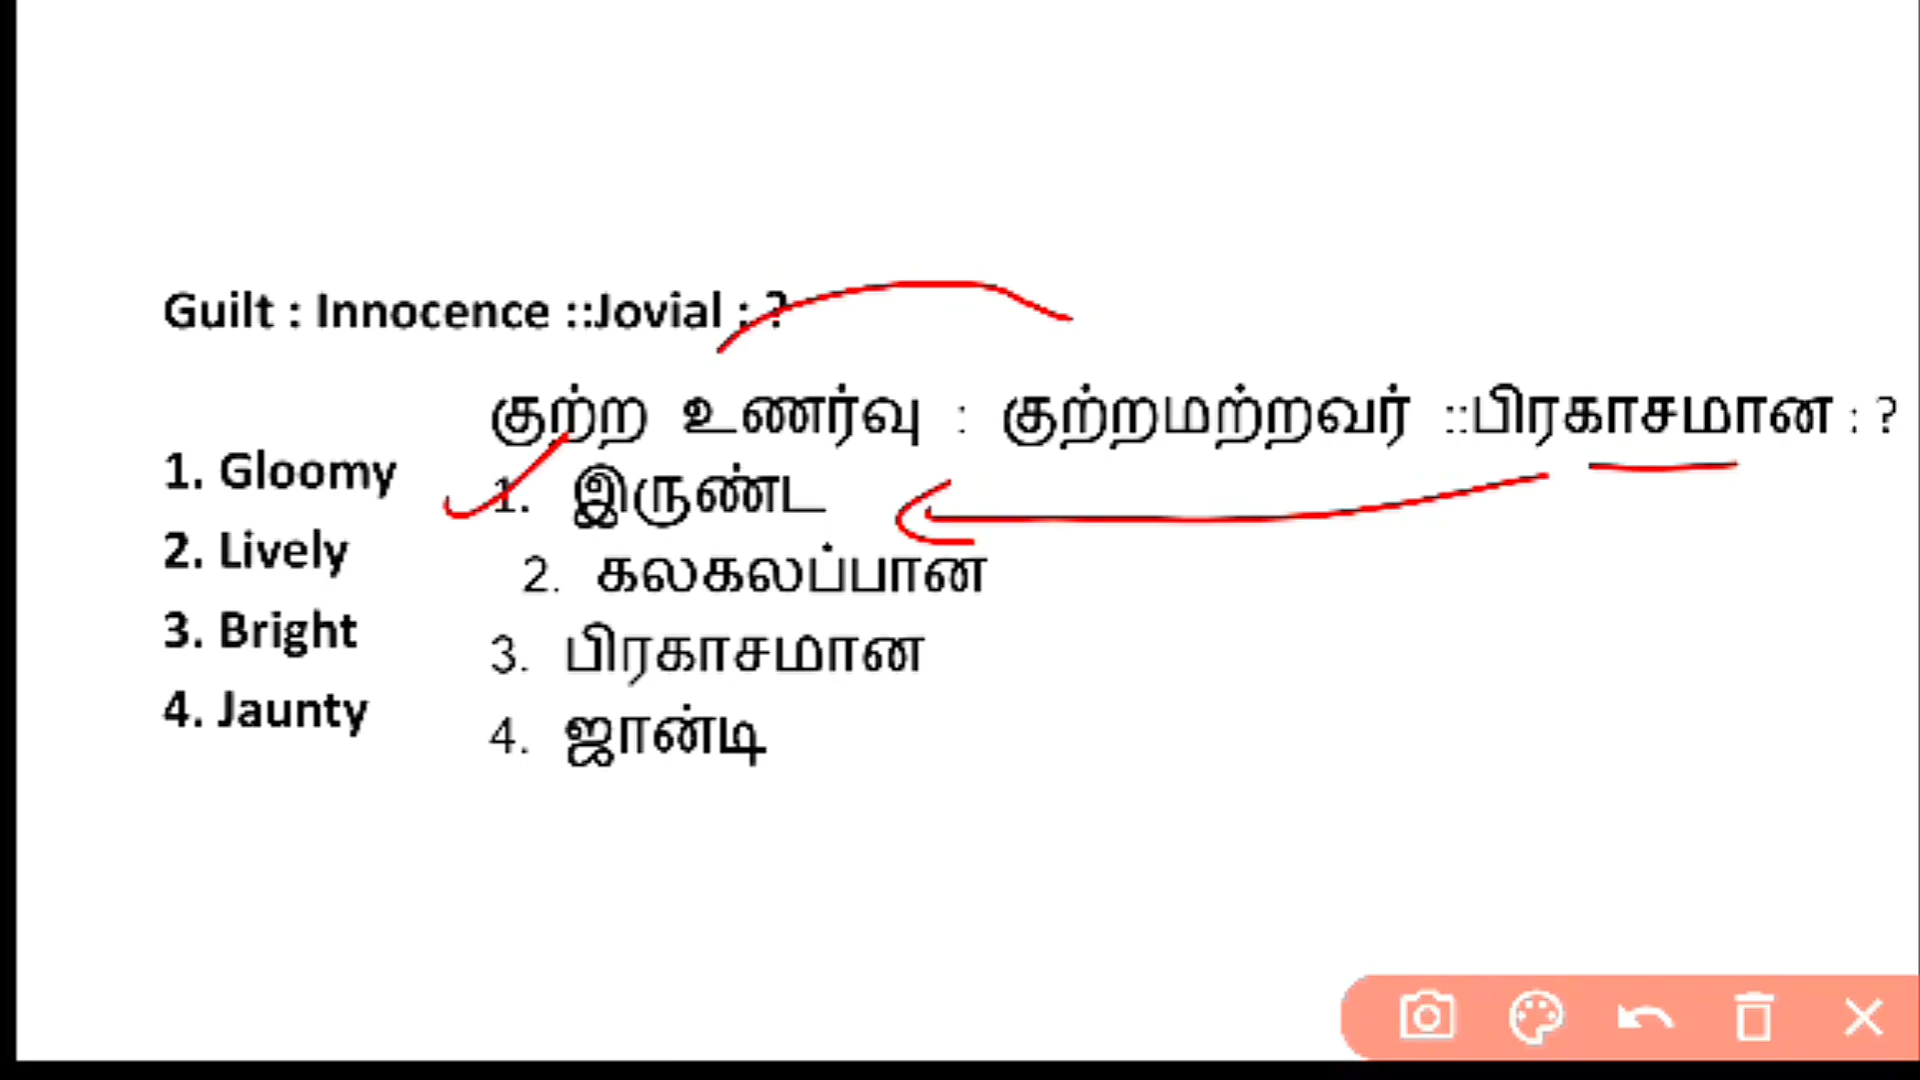 Guilt : Innocence ::Jovial : ?
குற்ற உணர்வு : குற்றமற்றவர் ::பிரகாசமான : ?
1. Gloomy
1. இருண்ட
2. Lively
2. கலகலப்பான
3. Bright
3. பிரகாசமான
4. Jaunty
4. ஜான்டி